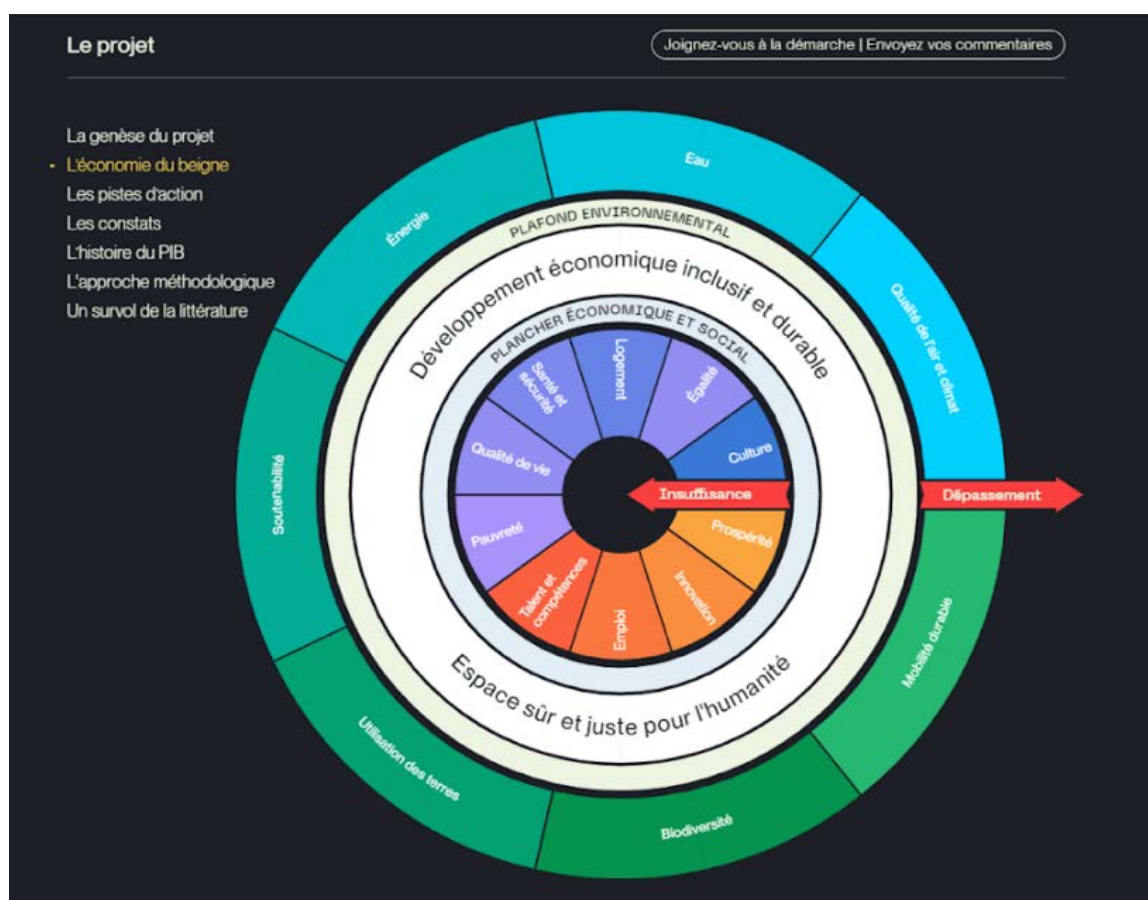 Le projet
Joignez-vous à la démarche | Envoyez vos commentaires
La genèse du projet
L'économie du beigne
Les pistes d'action
Les constats
L'histoire du PIB
L'approche méthodologique
Un survol de la littérature
Eau
Qualité de l'air et climat
Mobilité durable
Biodiversité
Utilisation des terres
Soutenabilité
Énergie
PLAFOND ENVIRONNEMENTAL
Développement économique inclusif et durable
PLANCHER ÉCONOMIQUE ET SOCIAL
Logement
Égalité
Culture
Insuffisance
Dépassement
Prospérité
Innovation
Emploi
Talent et
compétences
Pauvreté
Qualité de vie
Santé et
sécurité
Espace sûr et juste pour l'humanité